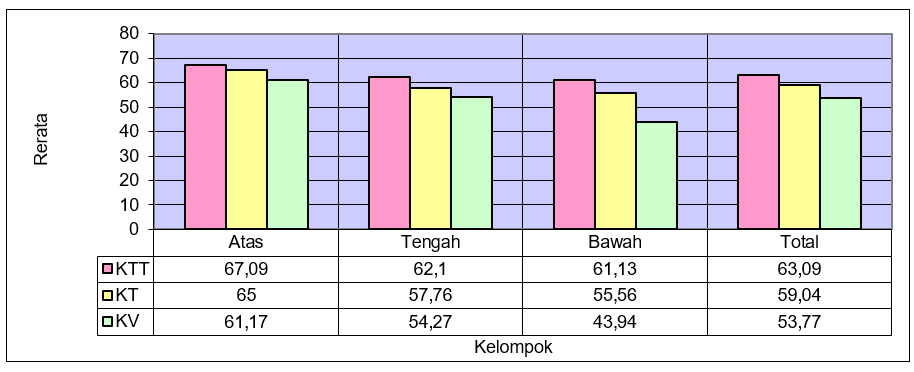 80
70
60
50
40
30
20
10
0
Rerata
Atas Tengah Bawah Total
KTT 67,09 62,1 61,13 63,09
KT 65 57,76 55,56 59,04
KV 61,17 54,27 43,94 53,77
Kelompok